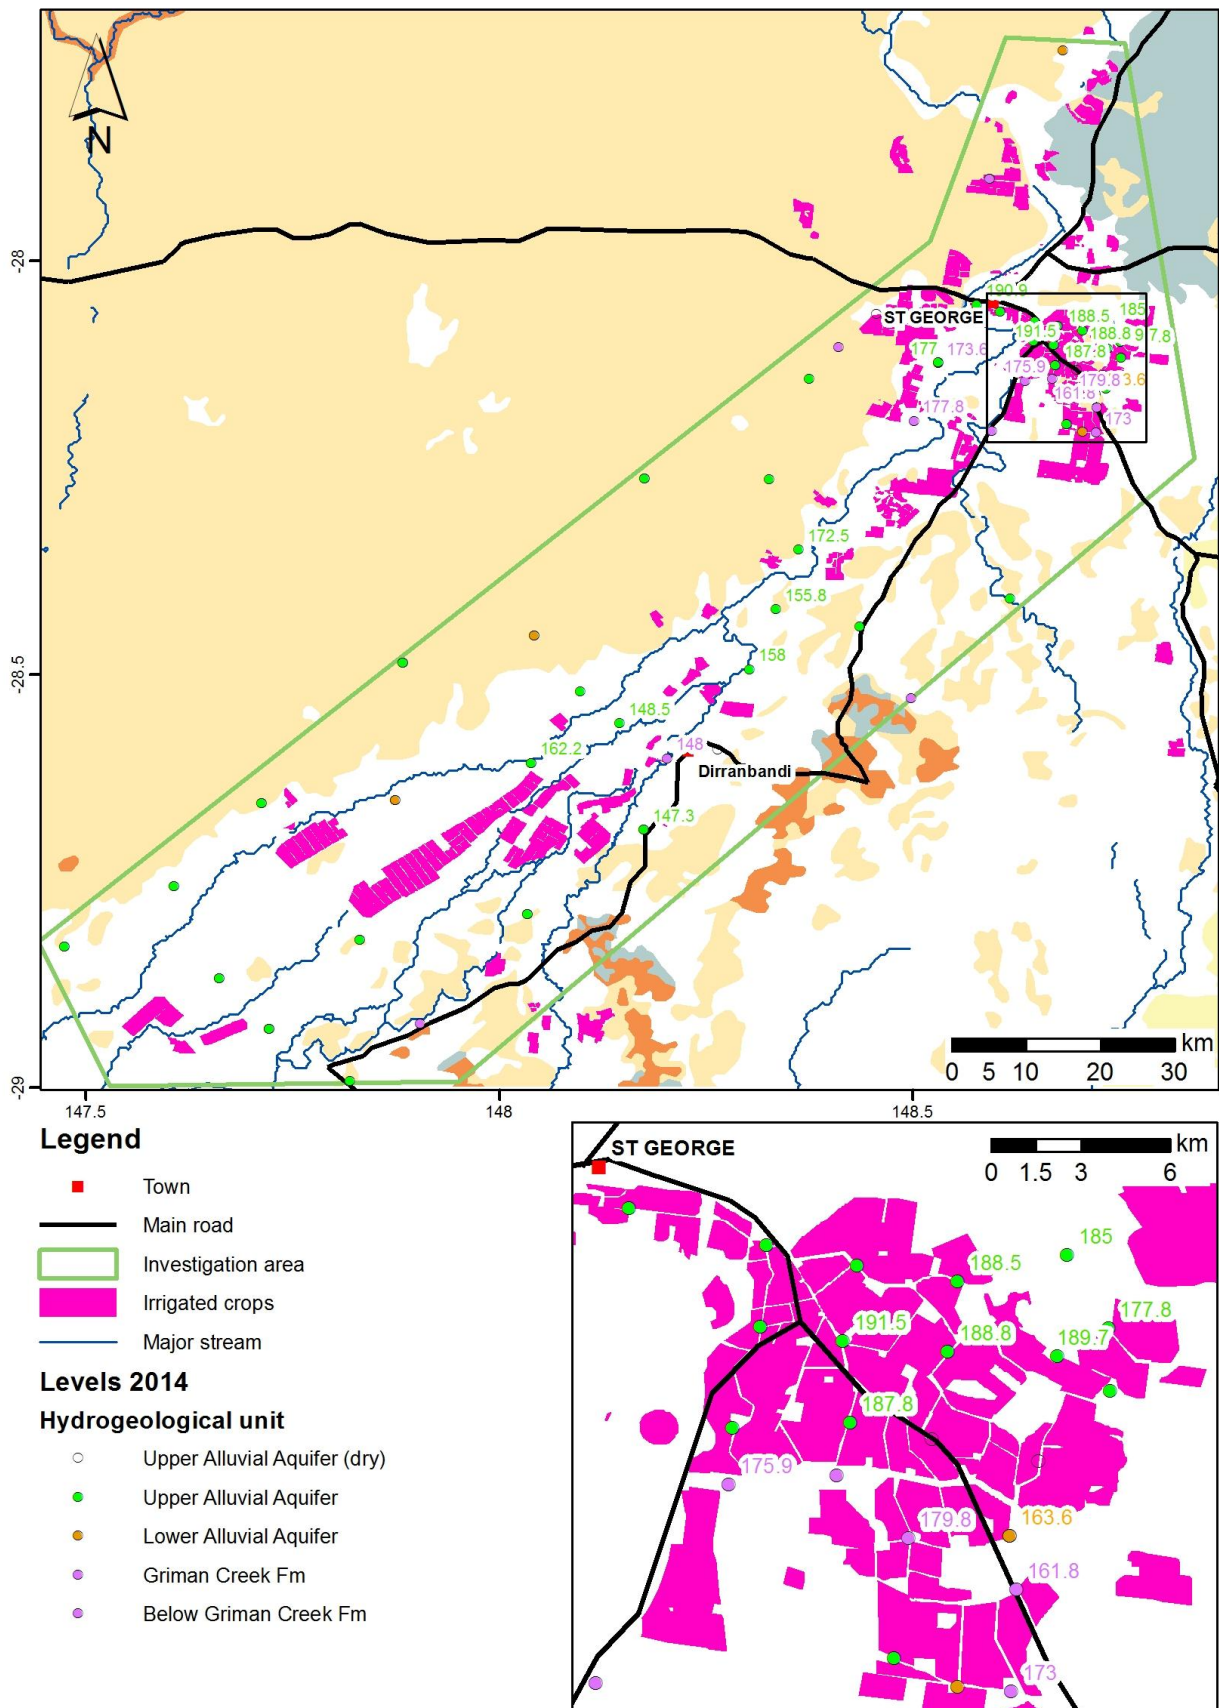 N
-28
-28.5
-29
147.5
148
148.5
190.9
ST GEORGE
185
188.5
191.5
188.8
9
7.8
187.8
177
173.6
175.9
179.8
3.6
161.8
173
177.8
172.5
155.8
158
148.5
162.2
148
Dirranbandi
147.3
km
0 5 10 20 30
Legend
Town
Main road
Investigation area
Irrigated crops
Major stream
Levels 2014
Hydrogeological unit
Upper Alluvial Aquifer (dry)
Upper Alluvial Aquifer
Lower Alluvial Aquifer
Griman Creek Fm
Below Griman Creek Fm
ST GEORGE
km
0 1.5 3 6
185
188.5
177.8
191.5
188.8
189.7
187.8
175.9
179.8
163.6
161.8
173